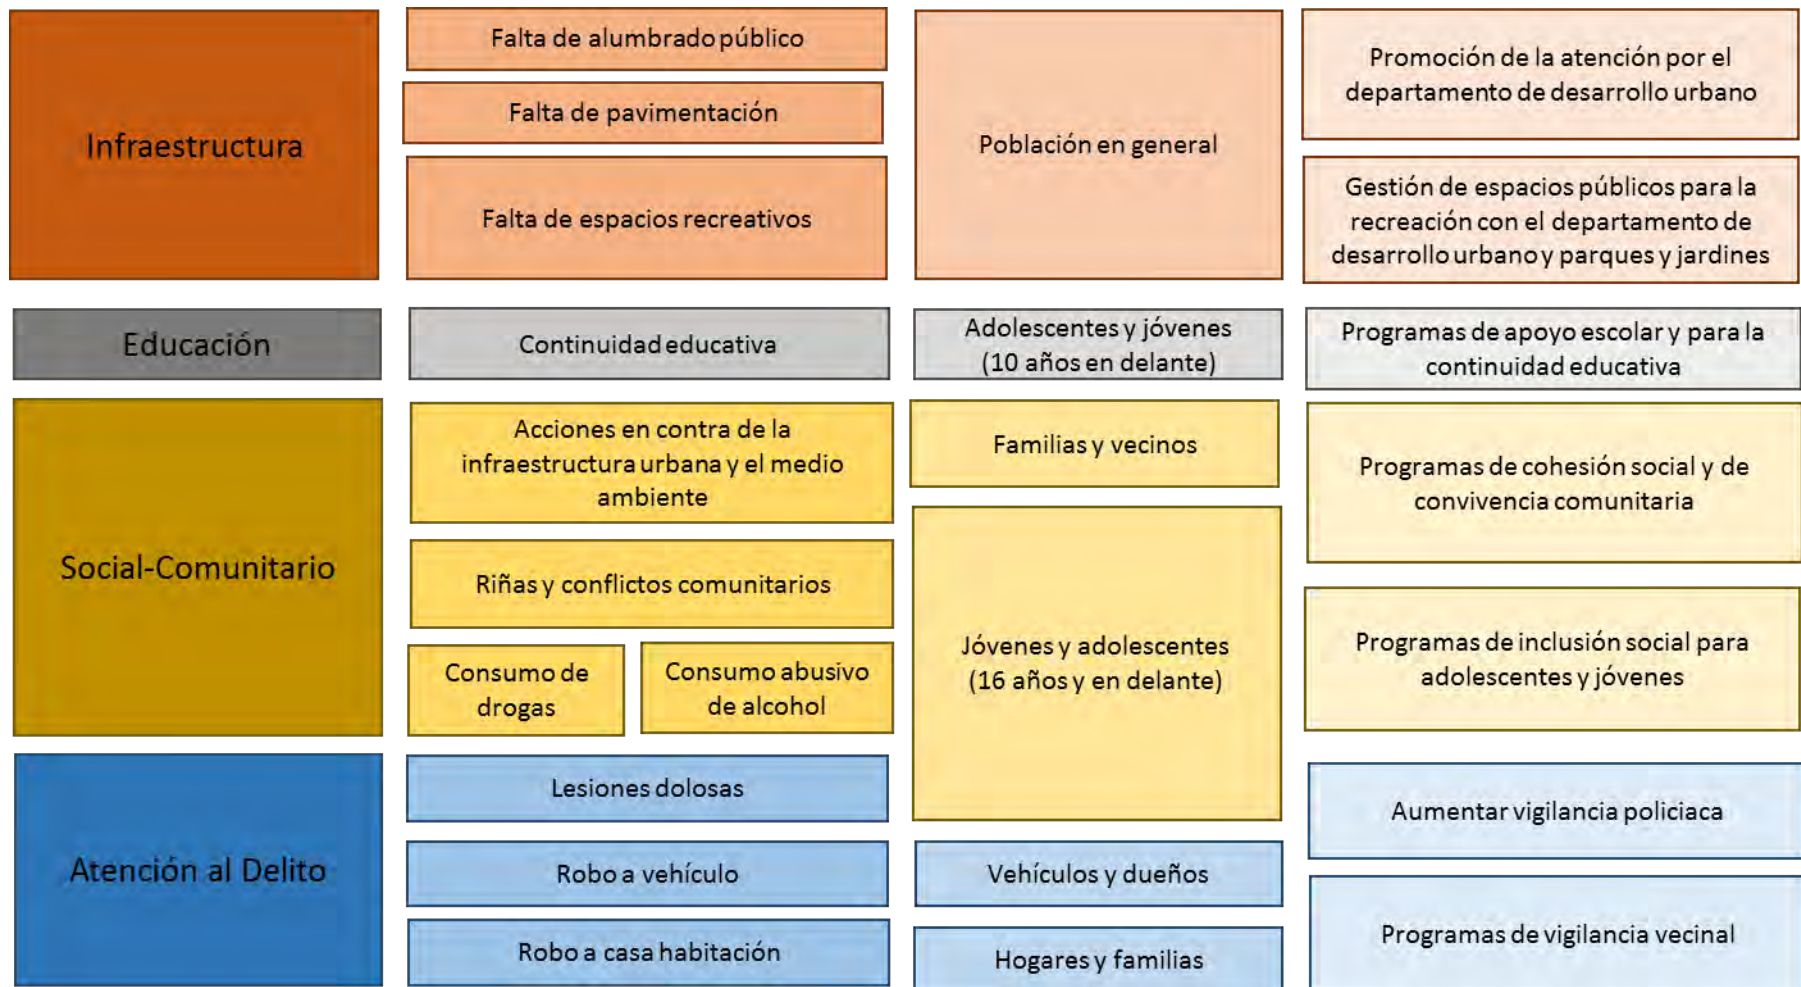 Infraestructura
Falta de alumbrado público
Falta de pavimentación
Falta de espacios recreativos
Población en general
Promoción de la atención por el
departamento de desarrollo urbano
Gestión de espacios públicos para la
recreación con el departamento de
desarrollo urbano y parques y jardines
Educación
Continuidad educativa
Adolescentes y jóvenes
(10 años en delante)
Programas de apoyo escolar y para la
continuidad educativa
Social-Comunitario
Acciones en contra de la
infraestructura urbana y el medio
ambiente
Riñas y conflictos comunitarios
Consumo de
drogas
Consumo abusivo
de alcohol
Familias y vecinos
Jóvenes y adolescentes
(16 años y en delante)
Programas de cohesión social y de
convivencia comunitaria
Programas de inclusión social para
adolescentes y jóvenes
Atención al Delito
Lesiones dolosas
Robo a vehículo
Robo a casa habitación
Vehículos y dueños
Hogares y familias
Aumentar vigilancia policiaca
Programas de vigilancia vecinal